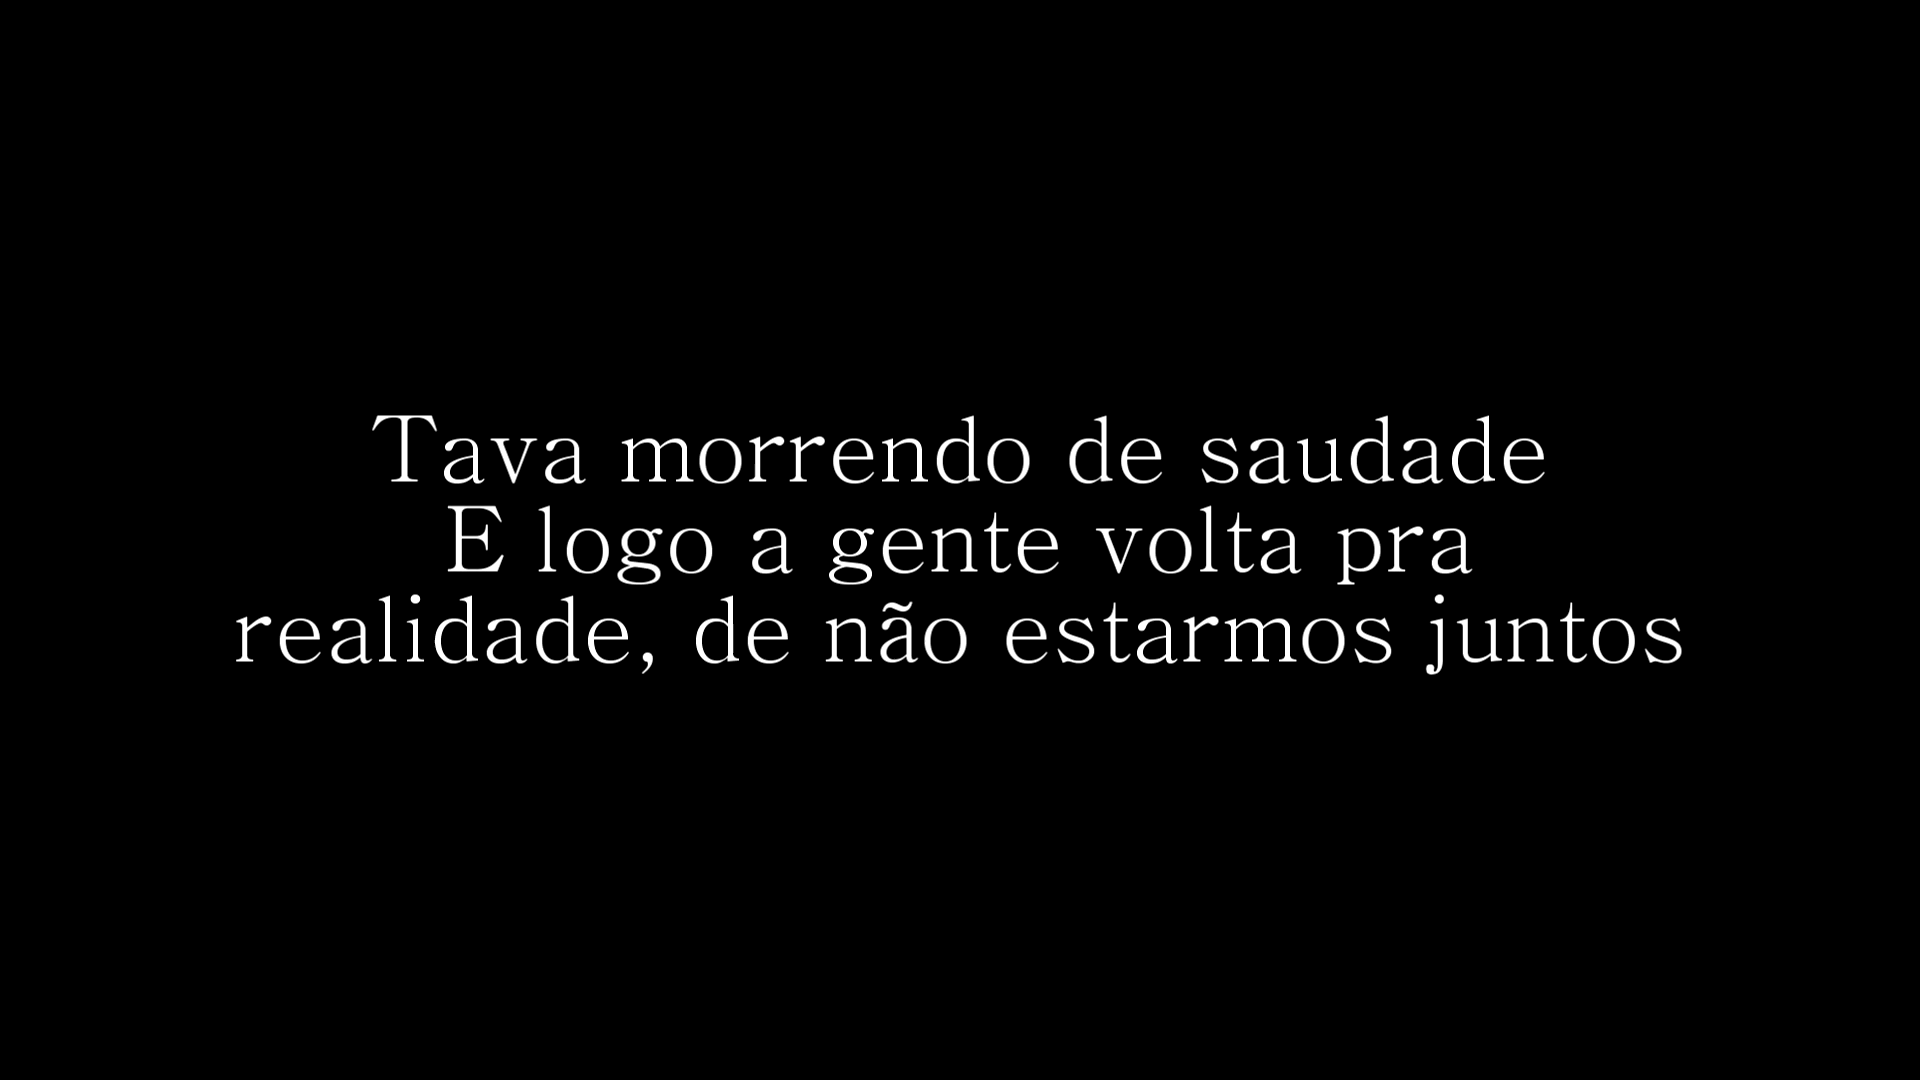 Tava morrendo de saudade
E logo a gente volta pra
realidade, de não estarmos juntos